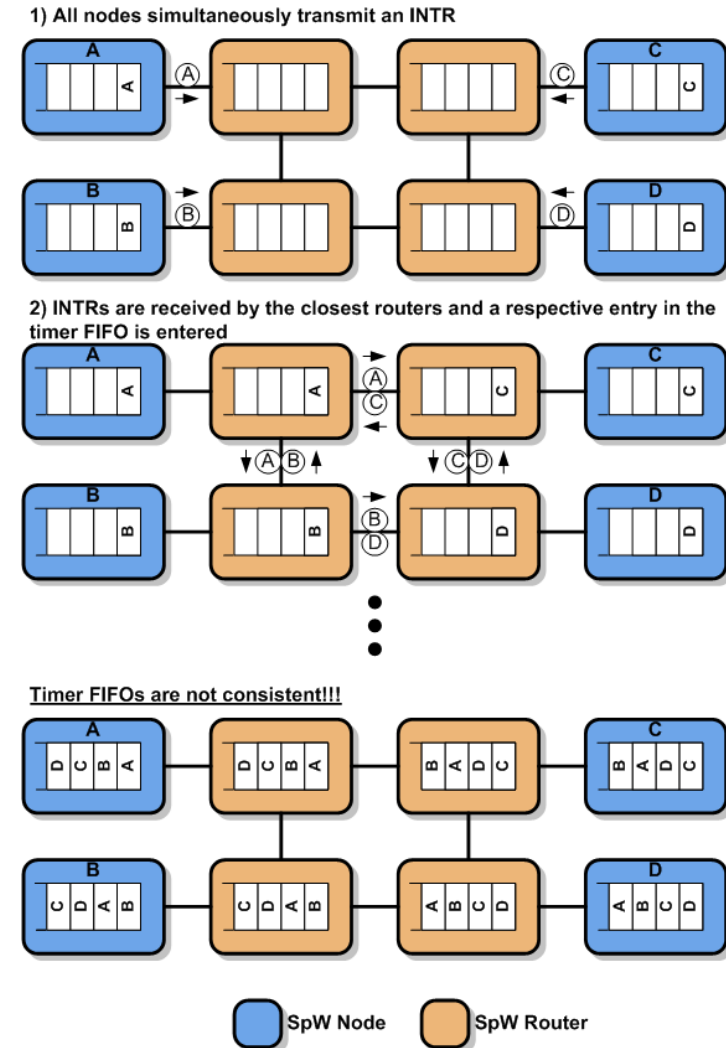 1) All nodes simultaneously transmit an INTR
A C
A A C C
B D
B B D D
2) INTRs are received by the closest routers and a respective entry in the
timer FIFO is entered
A C
A A A C C C
A B C D
B D
B B B D D D
Timer FIFOs are not consistent!!!
A C
D C B A D C B A B A D C B A D C
B D
C D A B C D A B A B C D A B C D
SpW Node SpW Router